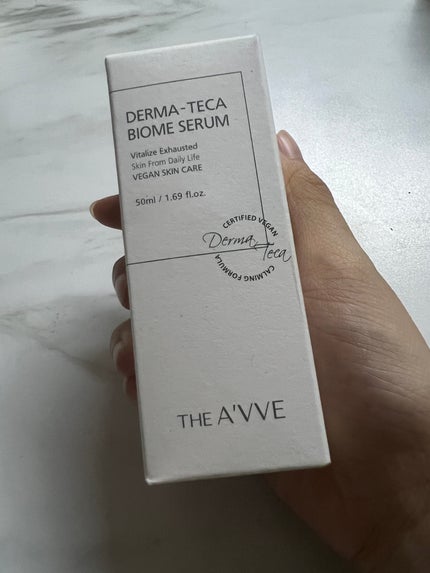 DERMA-TECA
BIOME SERUM
Vitalize Exhausted
Skin From Daily Life
VEGAN SKIN CARE
50ml / 1.69 fl.oz.
CERTIFIED VEGAN
Derma
Teca
CALMING FORMULA
THE A'VVE